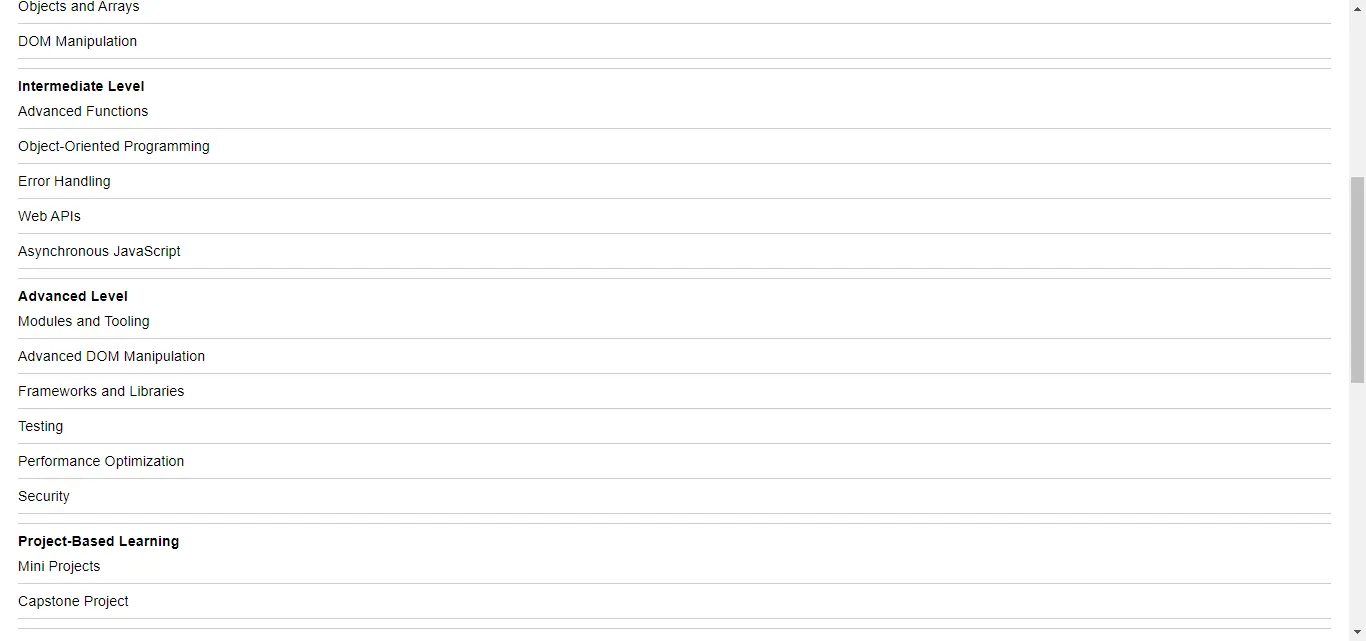 Objects and Arrays
DOM Manipulation
Intermediate Level
Advanced Functions
Object-Oriented Programming
Error Handling
Web APIs
Asynchronous JavaScript
Advanced Level
Modules and Tooling
Advanced DOM Manipulation
Frameworks and Libraries
Testing
Performance Optimization
Security
Project-Based Learning
Mini Projects
Capstone Project